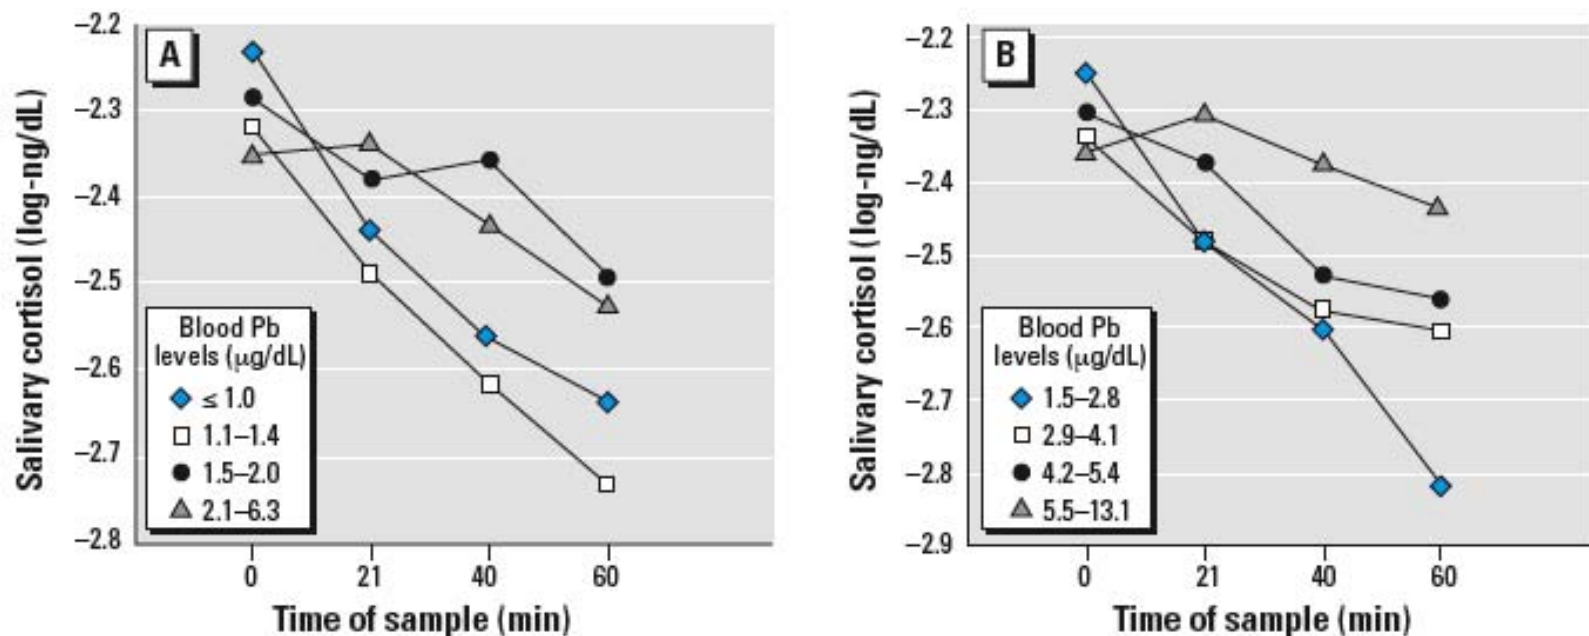 A
Salivary cortisol (log-ng/dL)
−2.2
−2.3
−2.4
−2.5
−2.6
−2.7
−2.8
Blood Pb
levels (μg/dL)
≤ 1.0
1.1–1.4
1.5–2.0
2.1–6.3
0 21 40 60
Time of sample (min)
B
Salivary cortisol (log-ng/dL)
−2.2
−2.3
−2.4
−2.5
−2.6
−2.7
−2.8
−2.9
Blood Pb
levels (μg/dL)
1.5–2.8
2.9–4.1
4.2–5.4
5.5–13.1
0 21 40 60
Time of sample (min)